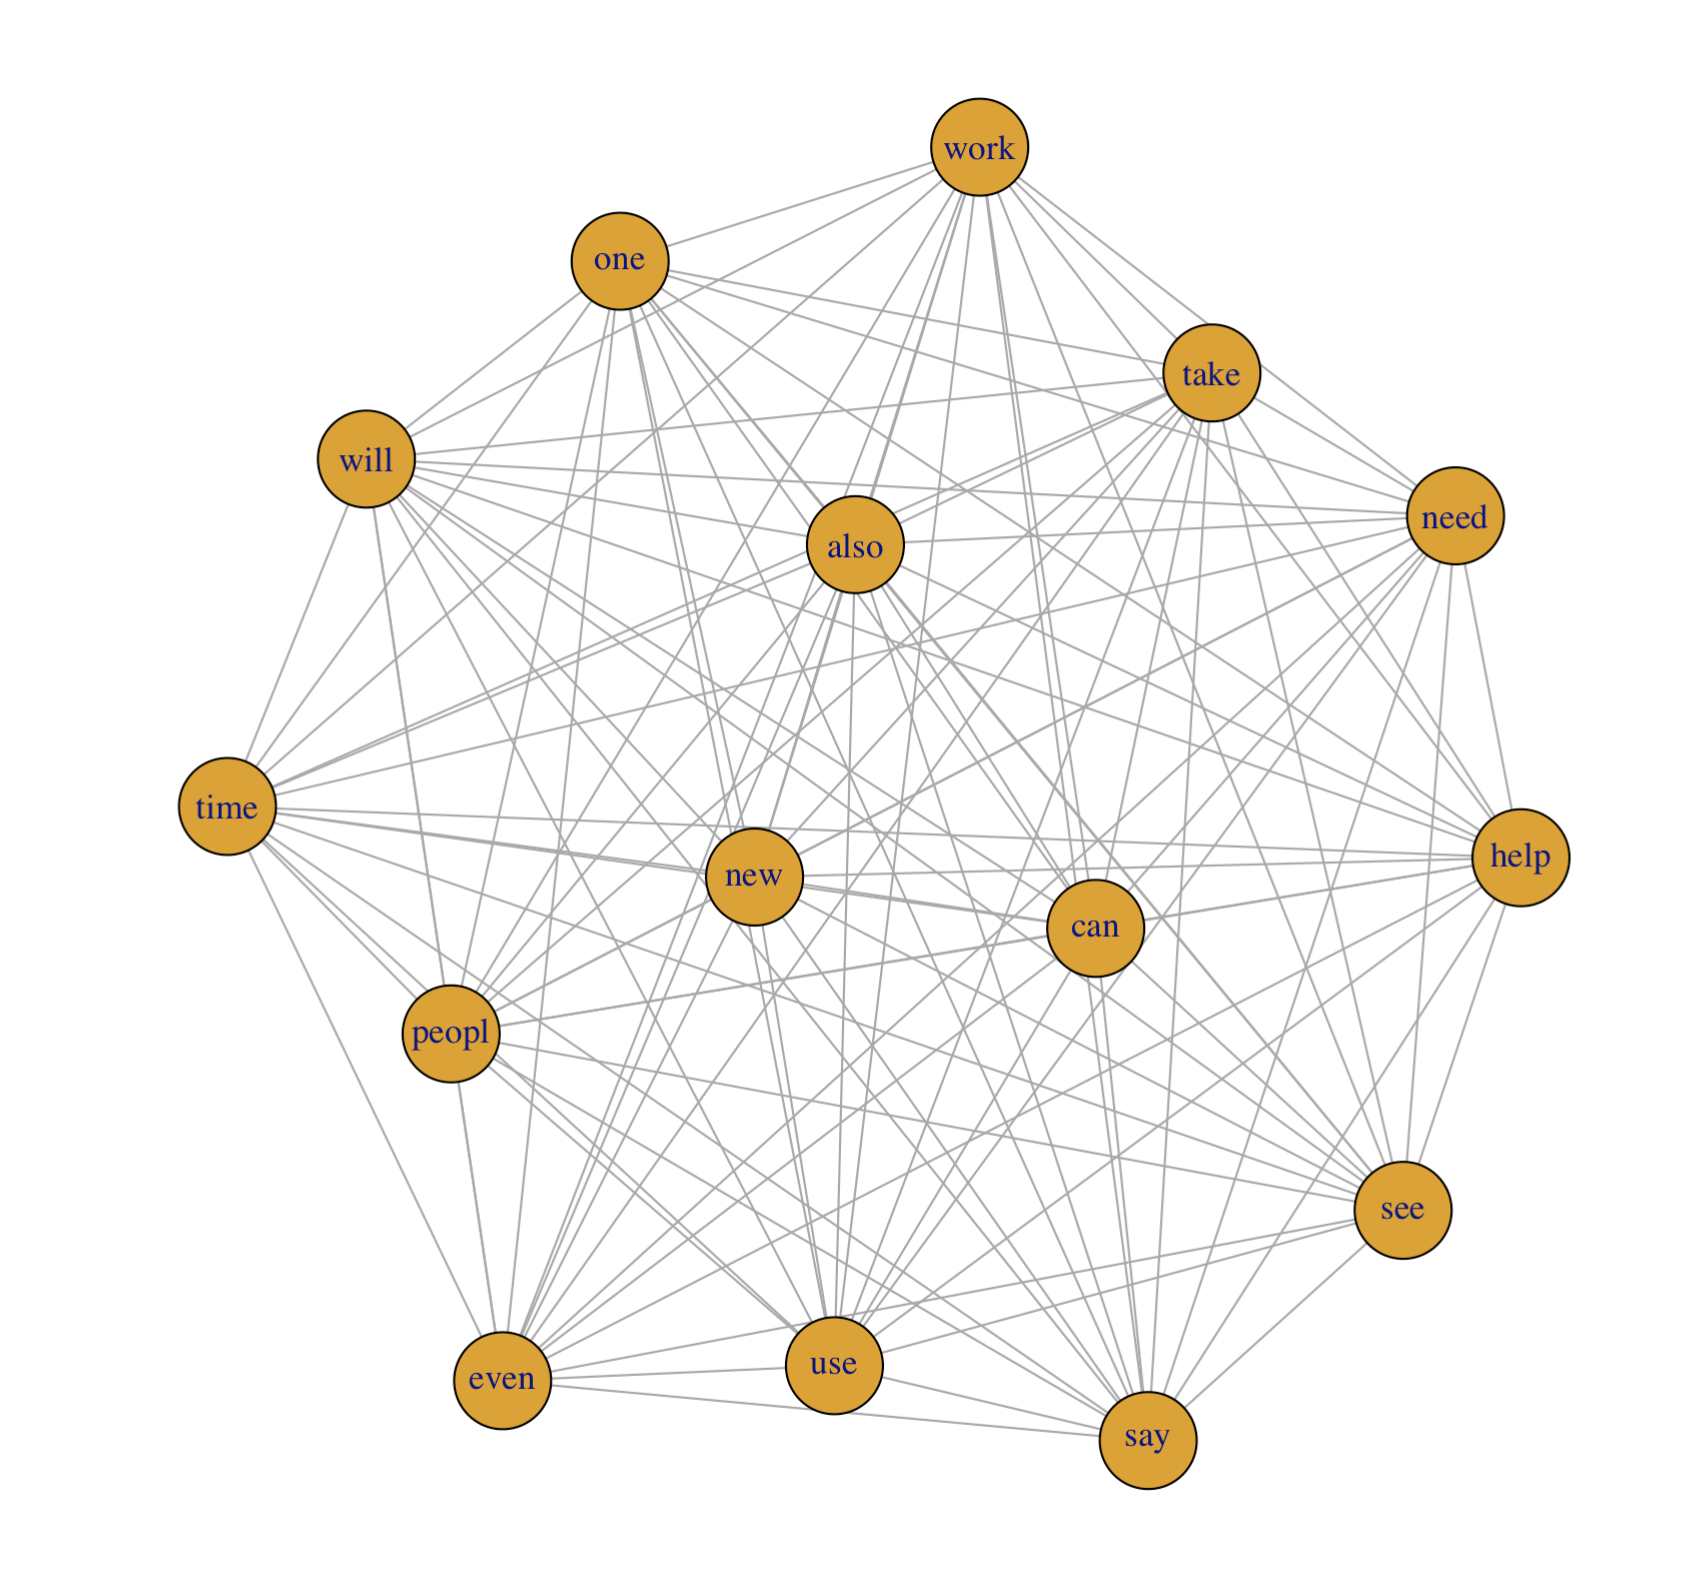 work
one
take
will
need
also
time
help
new
can
peopl
see
use
even
say